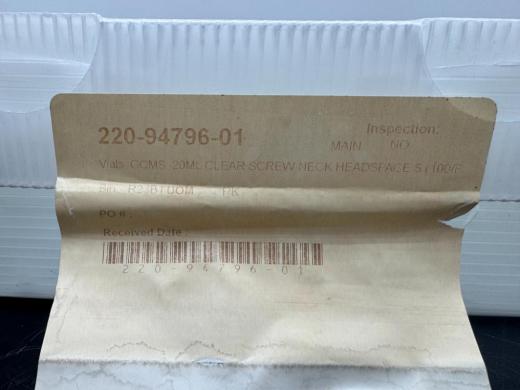 220-94796-01
Inspection:
MAIN NO
Vials, GCMS 20ML CLEAR SCREW NECK HEADSPACE 5 (100/P
PK
PO # :
Received Date :
220-94796-01